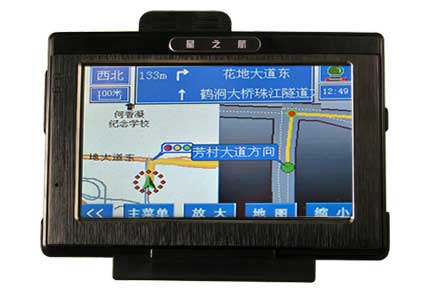 星之航
西北 133m 花地大道东
100米 鹤洞大桥珠江隧道 12:49
何香凝
纪念学校
芳村大道方向
地大道东
<< 主菜单 放大 地图 缩小